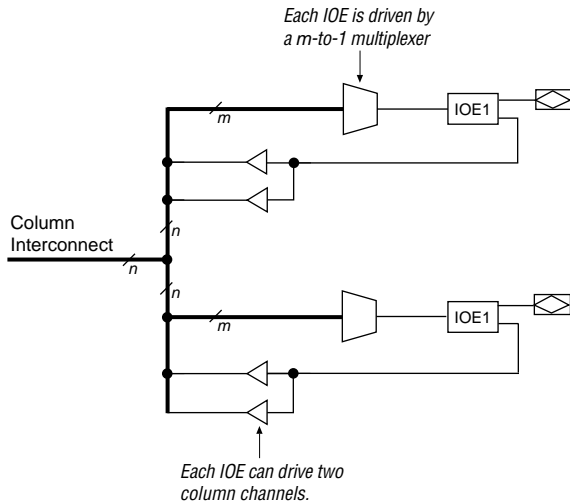 Each IOE is driven by
a m-to-1 multiplexer
m
IOE1
n
Column
Interconnect
n
n
m
IOE1
Each IOE can drive two
column channels.